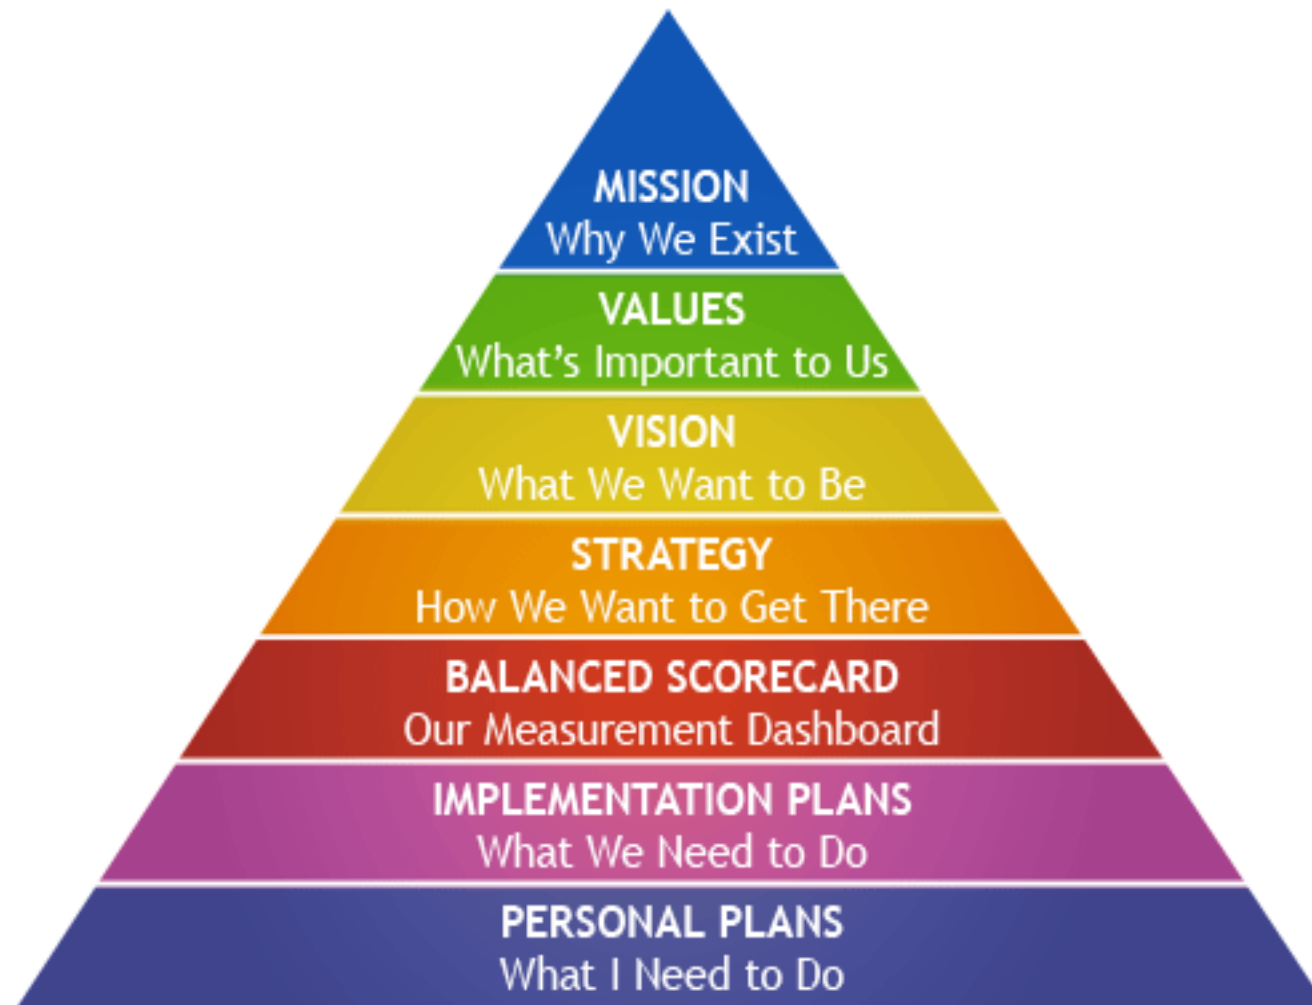 MISSION
Why We Exist
VALUES
What’s Important to Us
VISION
What We Want to Be
STRATEGY
How We Want to Get There
BALANCED SCORECARD
Our Measurement Dashboard
IMPLEMENTATION PLANS
What We Need to Do
PERSONAL PLANS
What I Need to Do